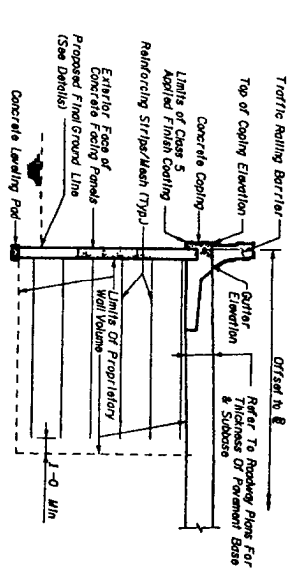 Traffic Railing Barrier
Top of Coping Elevation
Concrete Coping
Limits of Class 5
Applied Finish Coating
Reinforcing Strips/Mesh (Typ.)
Exterior Face of
Concrete Facing Panels
Proposed Final Ground Line
(See Details)
Concrete Leveling Pad
Offset to ℄
Gutter
Elevation
Refer To Roadway Plans For
Thickness Of Pavement Base
& Subbase
Limits Of Proprietary
Wall Volume
1'-0 Min